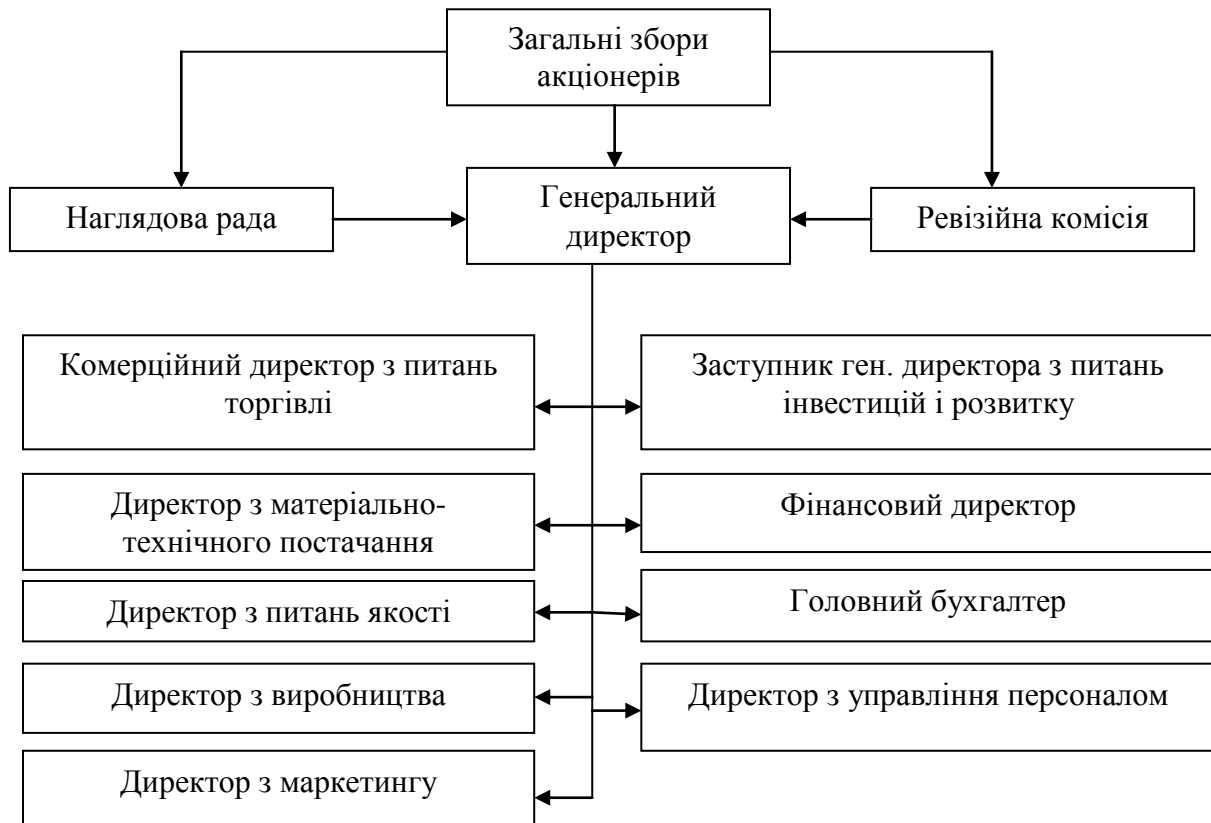 Загальні збори
акціонерів
Наглядова рада
Генеральний
директор
Ревізійна комісія
Комерційний директор з питань
торгівлі
Заступник ген. директора з питань
інвестицій і розвитку
Директор з матеріально-
технічного постачання
Фінансовий директор
Директор з питань якості
Головний бухгалтер
Директор з виробництва
Директор з управління персоналом
Директор з маркетингу